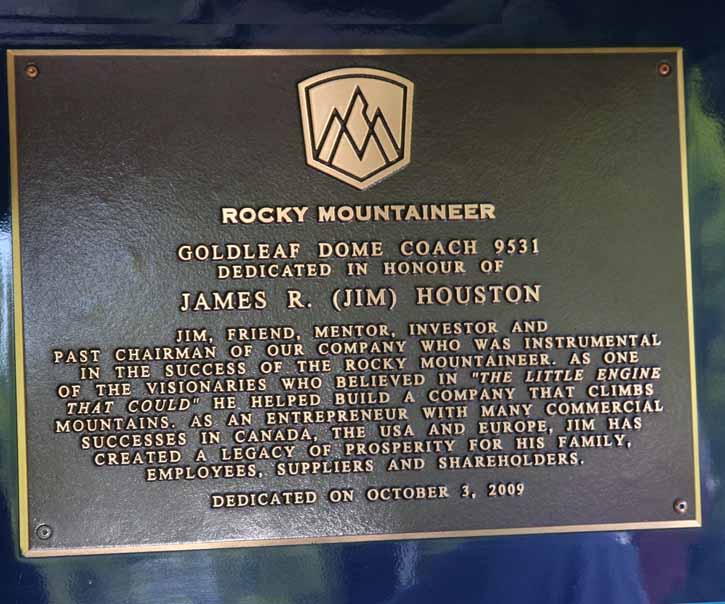 ROCKY MOUNTAINEER
GOLDLEAF DOME COACH 9531
DEDICATED IN HONOUR OF
JAMES R. (JIM) HOUSTON
JIM, FRIEND, MENTOR, INVESTOR AND
PAST CHAIRMAN OF OUR COMPANY WHO WAS INSTRUMENTAL
IN THE SUCCESS OF THE ROCKY MOUNTAINEER. AS ONE
OF THE VISIONARIES WHO BELIEVED IN "THE LITTLE ENGINE
THAT COULD" HE HELPED BUILD A COMPANY THAT CLIMBS
MOUNTAINS. AS AN ENTREPRENEUR WITH MANY COMMERCIAL
SUCCESSES IN CANADA, THE USA AND EUROPE, JIM HAS
CREATED A LEGACY OF PROSPERITY FOR HIS FAMILY,
EMPLOYEES, SUPPLIERS AND SHAREHOLDERS.
DEDICATED ON OCTOBER 3, 2009